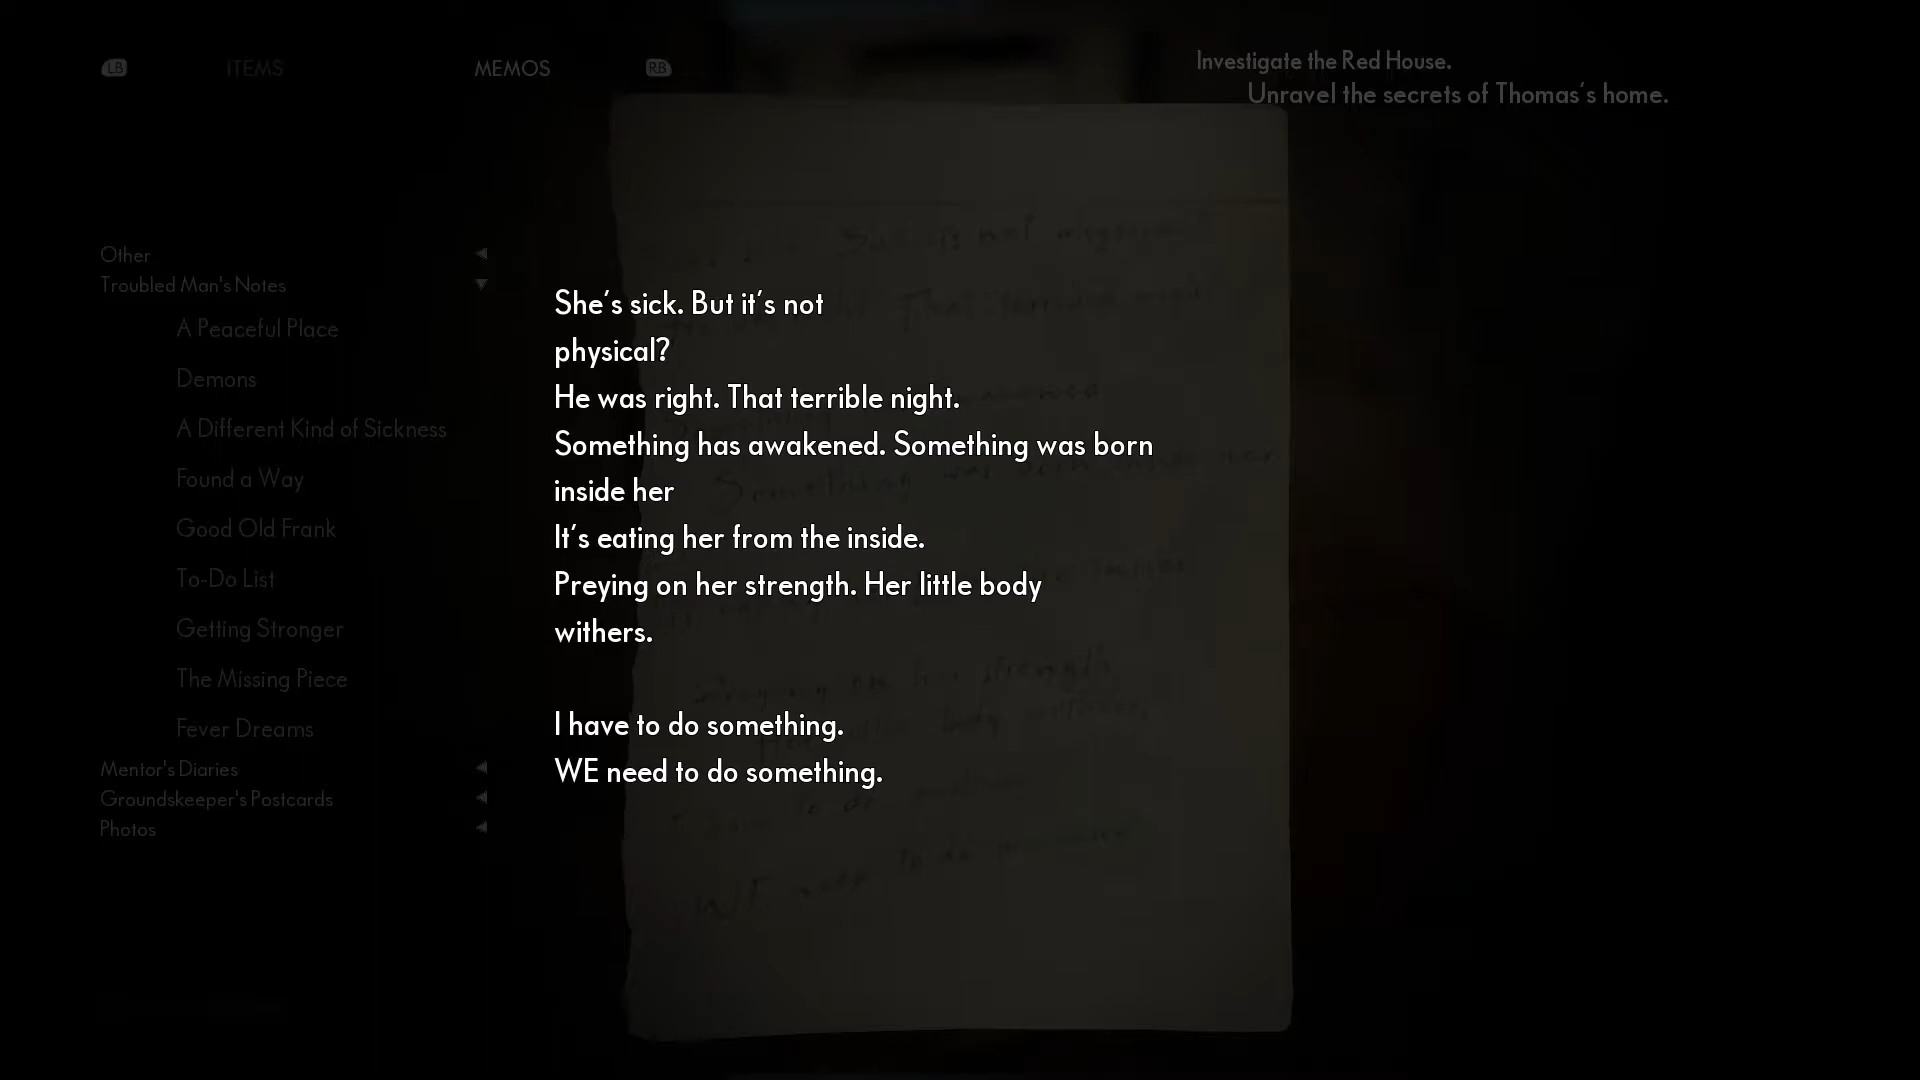 LB ITEMS MEMOS RB
Investigate the Red House.
Unravel the secrets of Thomas's home.
Other
Troubled Man's Notes
A Peaceful Place
Demons
A Different Kind of Sickness
Found a Way
Good Old Frank
To-Do List
Getting Stronger
The Missing Piece
Fever Dreams
Mentor's Diaries
Groundskeeper's Postcards
Photos
She's sick. But it's not
physical?
He was right. That terrible night.
Something has awakened. Something was born
inside her
It's eating her from the inside.
Preying on her strength. Her little body
withers.
I have to do something.
WE need to do something.